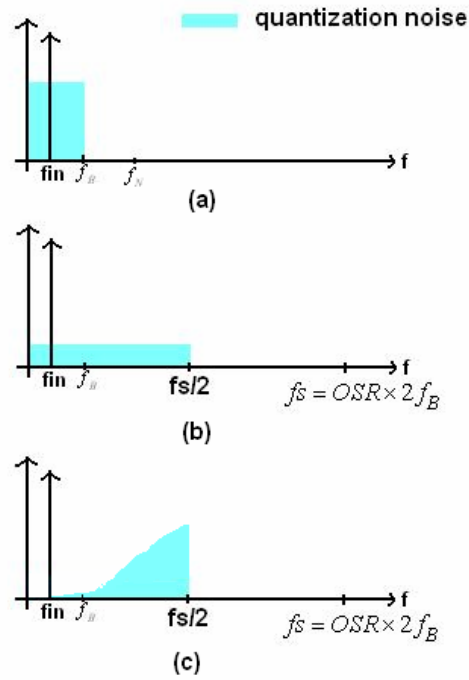 quantization noise
f
fin f_B f_N
(a)
f
fin f_B fs/2 fs = OSR × 2f_B
(b)
f
fin f_B fs/2 fs = OSR × 2f_B
(c)